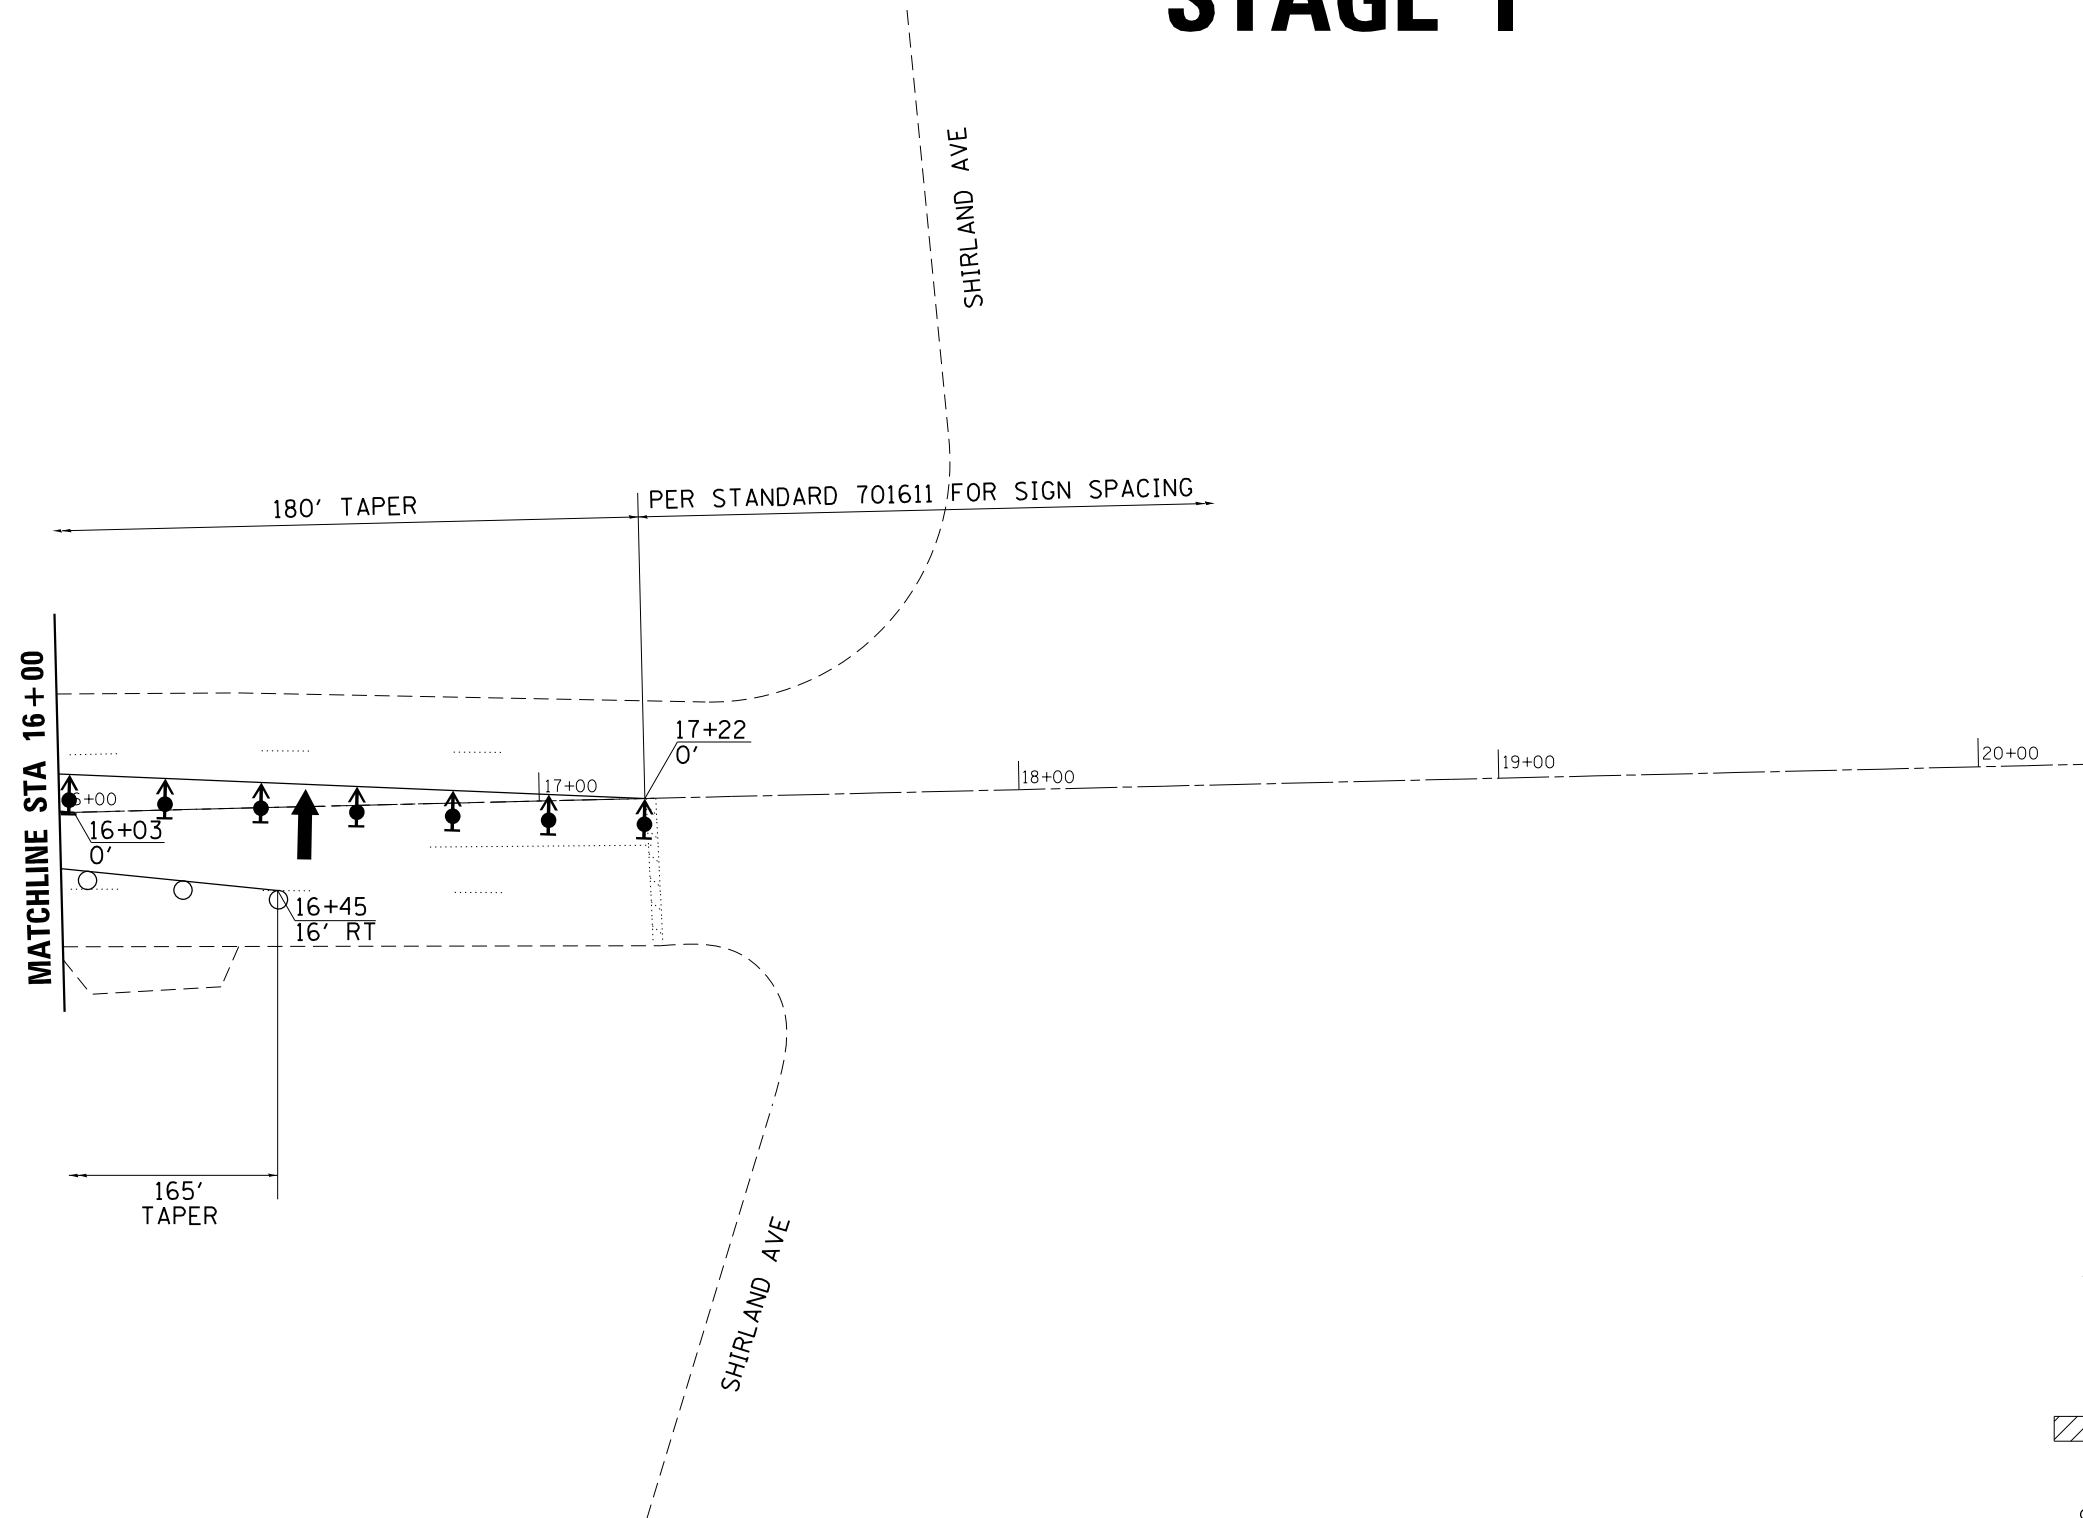 STAGE 1
SHIRLAND AVE
180' TAPER
PER STANDARD 701611 FOR SIGN SPACING
MATCHLINE STA 16+00
17+22
0'
17+00
18+00
19+00
20+00
16+03
0'
16+45
16' RT
165'
TAPER
SHIRLAND AVE